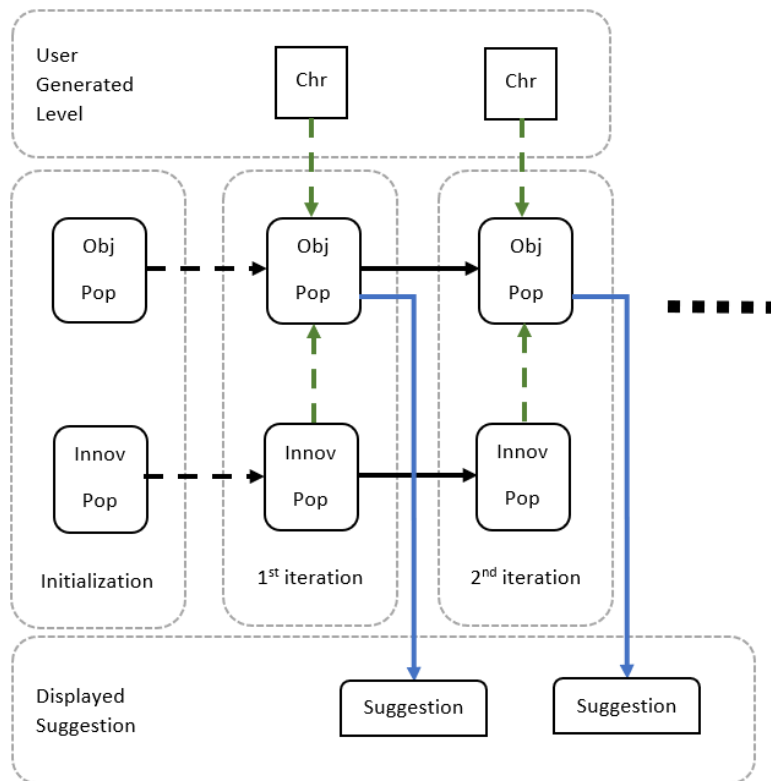 User
Generated
Level
Chr
Chr
Obj
Pop
Obj
Pop
Obj
Pop
Innov
Pop
Innov
Pop
Innov
Pop
Initialization
1st iteration
2nd iteration
Displayed
Suggestion
Suggestion
Suggestion